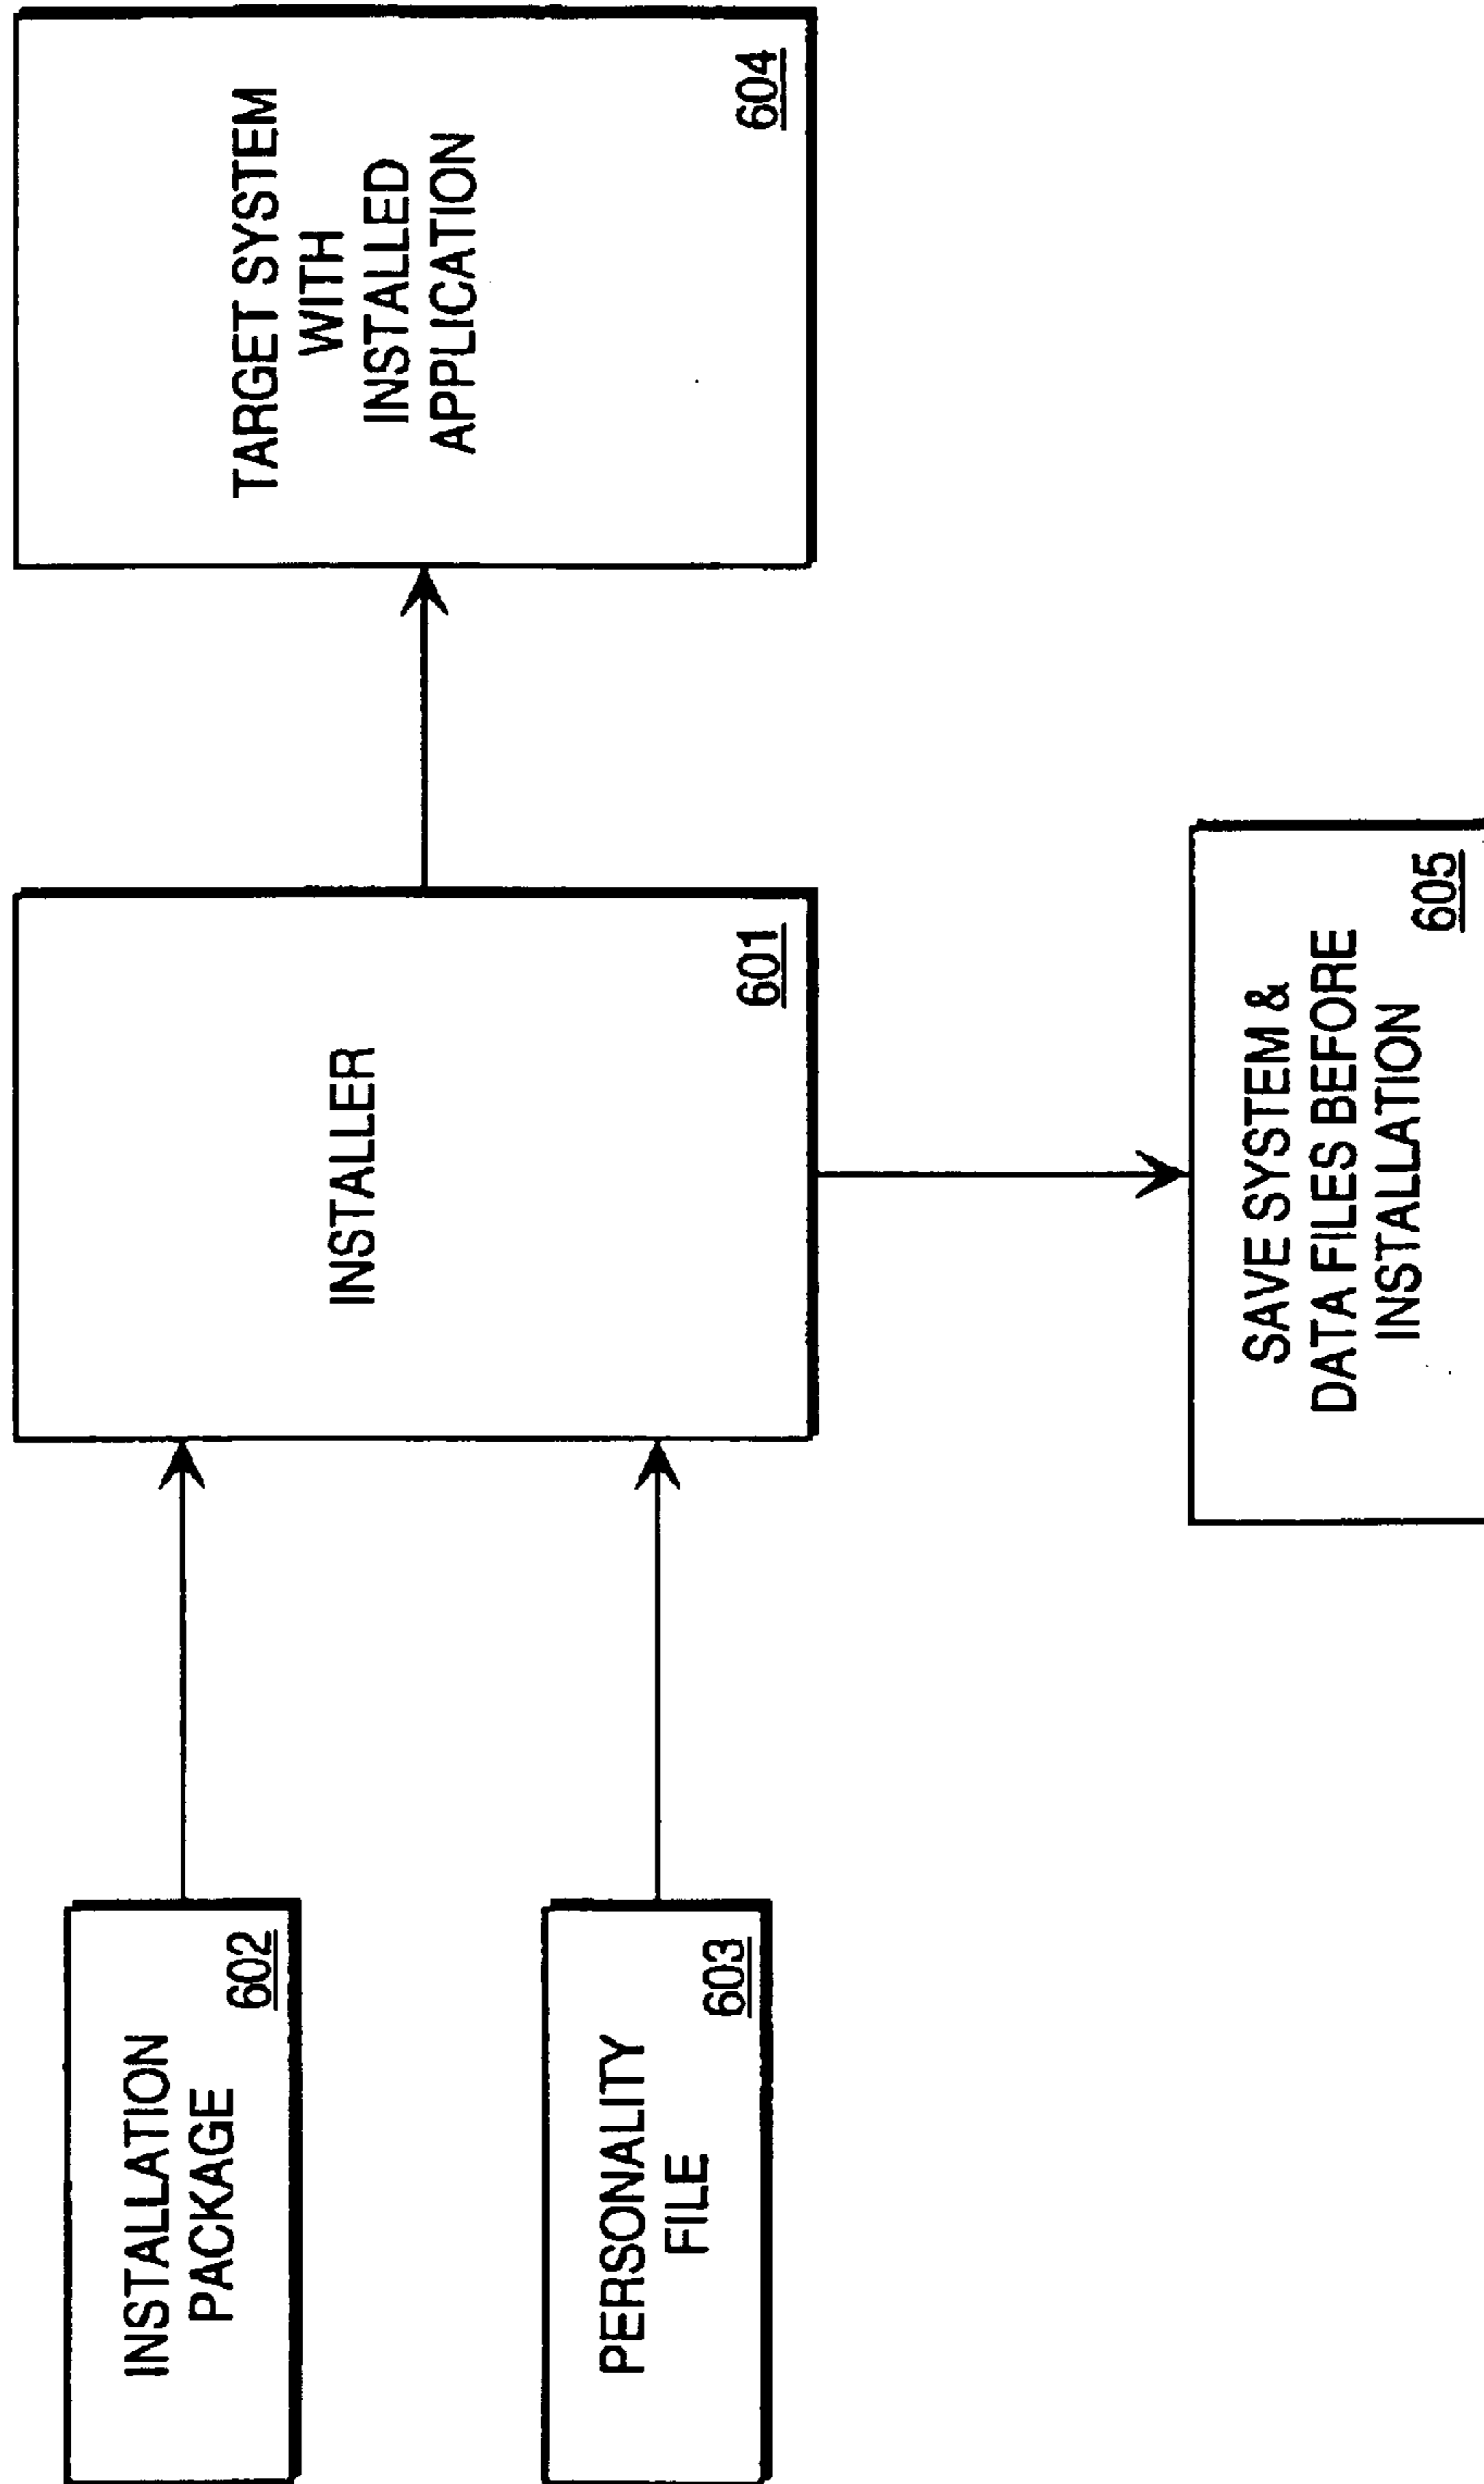 INSTALLATION
PACKAGE
602
PERSONALITY
FILE
603
INSTALLER
601
TARGET SYSTEM
WITH
INSTALLED
APPLICATION
604
SAVE SYSTEM &
DATA FILES BEFORE
INSTALLATION
605